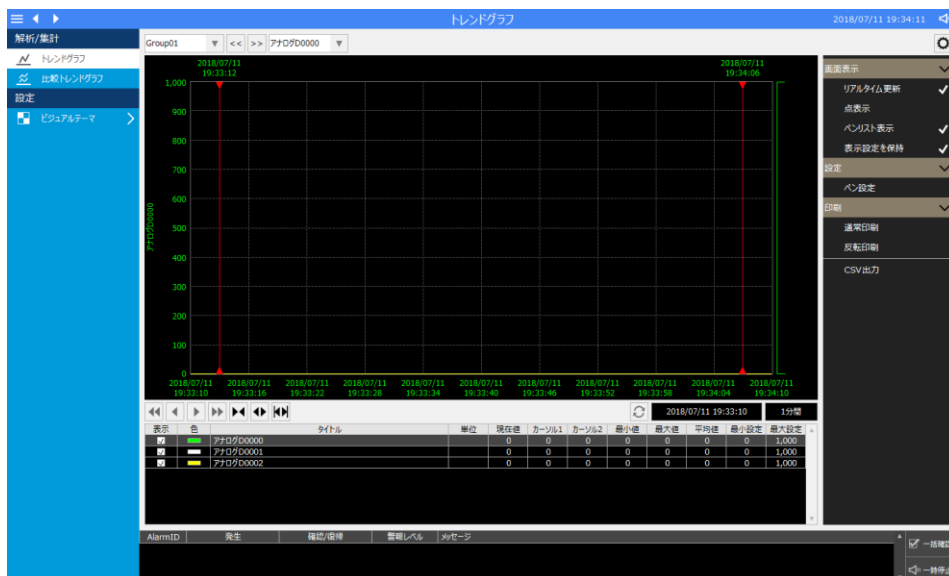 トレンドグラフ 2018/07/11 19:34:11
解析/集計
トレンドグラフ
比較トレンドグラフ
設定
ビジュアルテーマ
Group01 << >> アナログD0000
2018/07/11 2018/07/11
19:33:12 19:34:06
1,000
900
800
700
600
500
400
300
200
100
0
アナログD0000
2018/07/11 2018/07/11 2018/07/11 2018/07/11 2018/07/11 2018/07/11 2018/07/11 2018/07/11 2018/07/11 2018/07/11 2018/07/11
19:33:10 19:33:16 19:33:22 19:33:28 19:33:34 19:33:40 19:33:46 19:33:52 19:33:58 19:34:04 19:34:10
2018/07/11 19:33:10 1分間
表示 色 タイトル 単位 現在値 カーソル1 カーソル2 最小値 最大値 平均値 最小設定 最大設定
アナログD0000 0 0 0 0 0 0 0 1,000
アナログD0001 0 0 0 0 0 0 0 1,000
アナログD0002 0 0 0 0 0 0 0 1,000
画面表示
リアルタイム更新
点表示
ペンリスト表示
表示設定を保持
設定
ペン設定
印刷
通常印刷
反転印刷
CSV出力
AlarmID 発生 確認/復帰 警報レベル メッセージ
一括確認
一時停止